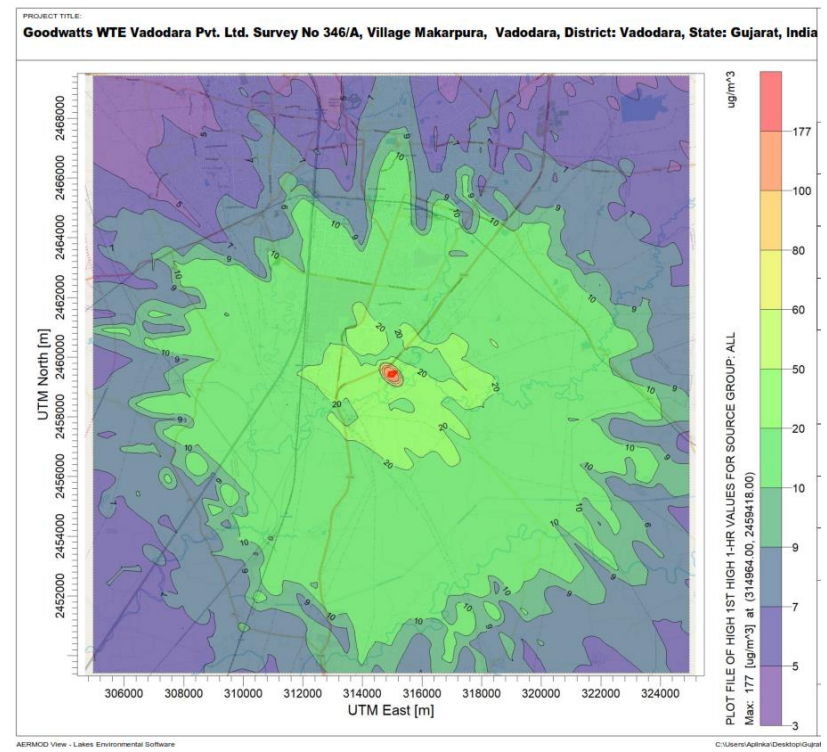 PROJECT TITLE:
Goodwatts WTE Vadodara Pvt. Ltd. Survey No 346/A, Village Makarpura, Vadodara, District: Vadodara, State: Gujarat, India
ug/m^3
177
100
80
60
50
20
10
9
7
5
3
PLOT FILE OF HIGH 1ST HIGH 1-HR VALUES FOR SOURCE GROUP: ALL
Max: 177 [ug/m^3] at (314964.00, 2459418.00)
UTM North [m]
2468000
2466000
2464000
2462000
2460000
2458000
2456000
2454000
2452000
306000 308000 310000 312000 314000 316000 318000 320000 322000 324000
UTM East [m]
AERMOD View - Lakes Environmental Software
C:\Users\Aplinka\Desktop\Gujrat